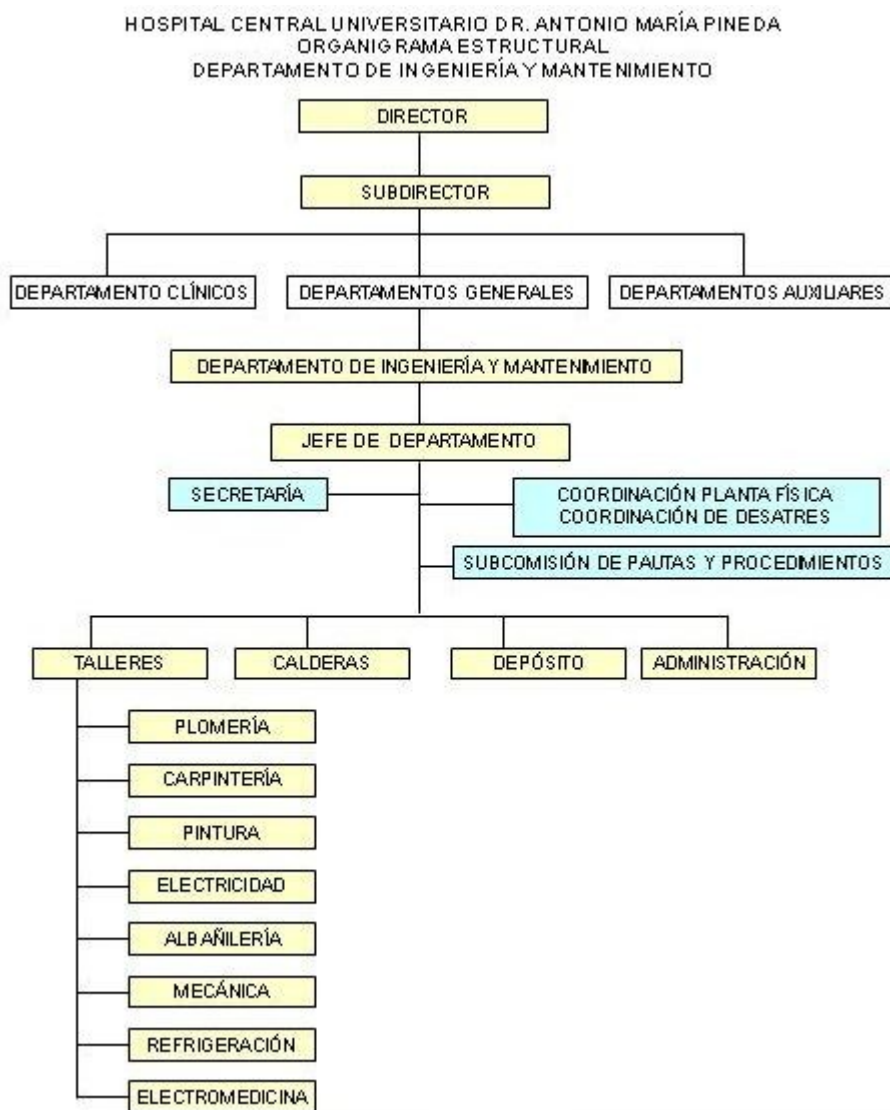 HOSPITAL CENTRAL UNIVERSITARIO DR. ANTONIO MARÍA PINEDA
ORGANIGRAMA ESTRUCTURAL
DEPARTAMENTO DE INGENIERÍA Y MANTENIMIENTO
DIRECTOR
SUBDIRECTOR
DEPARTAMENTO CLÍNICOS
DEPARTAMENTOS GENERALES
DEPARTAMENTOS AUXILIARES
DEPARTAMENTO DE INGENIERÍA Y MANTENIMIENTO
JEFE DE DEPARTAMENTO
SECRETARÍA
COORDINACIÓN PLANTA FÍSICA
COORDINACIÓN DE DESATRES
SUBCOMISIÓN DE PAUTAS Y PROCEDIMIENTOS
TALLERES
CALDERAS
DEPÓSITO
ADMINISTRACIÓN
PLOMERÍA
CARPINTERÍA
PINTURA
ELECTRICIDAD
ALBAÑILERÍA
MECÁNICA
REFRIGERACIÓN
ELECTROMEDICINA